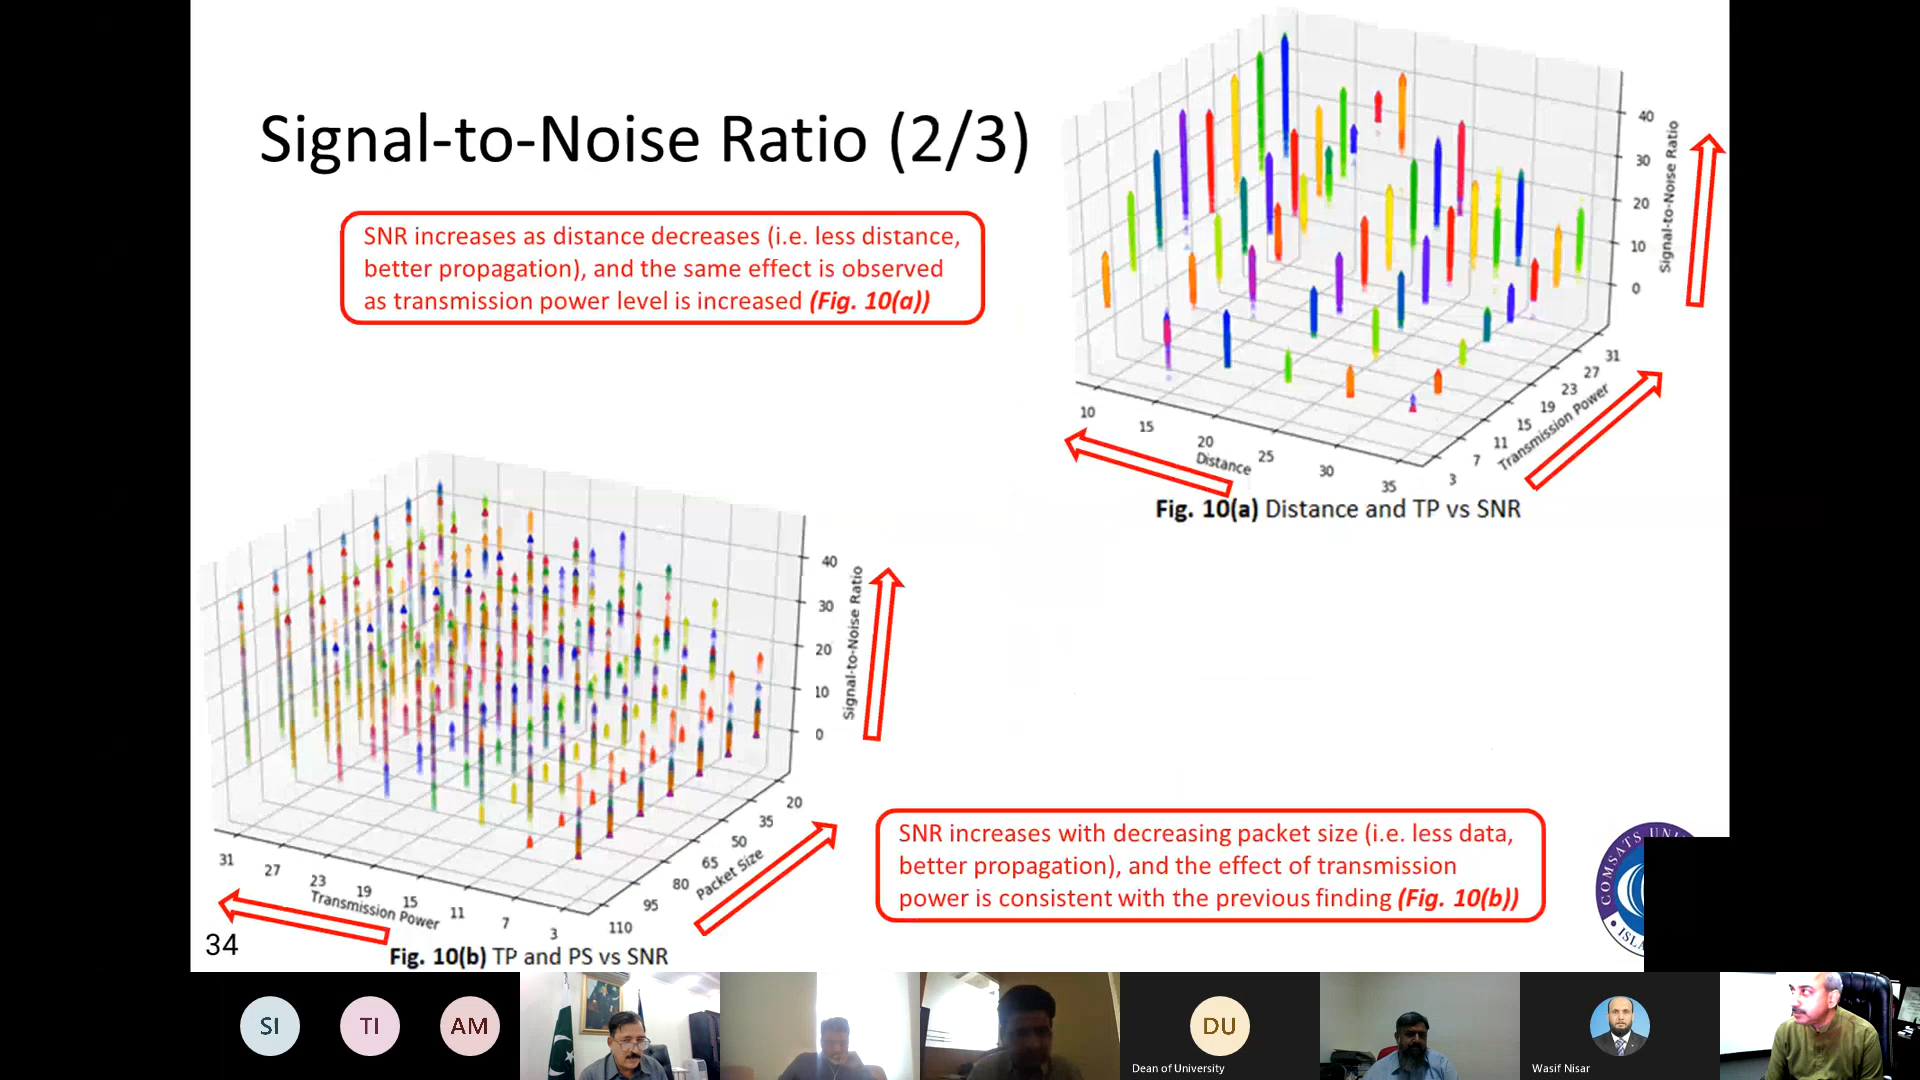 Signal-to-Noise Ratio (2/3)
SNR increases as distance decreases (i.e. less distance,
better propagation), and the same effect is observed
as transmission power level is increased (Fig. 10(a))
40
30
20
10
0
Signal-to-Noise Ratio
10
15
20
25
30
35
Distance
3
7
11
15
19
23
27
31
Transmission Power
Fig. 10(a) Distance and TP vs SNR
40
30
20
10
0
Signal-to-Noise Ratio
31
27
23
19
15
11
7
3
Transmission Power
110
95
80
65
50
35
20
Packet Size
Fig. 10(b) TP and PS vs SNR
SNR increases with decreasing packet size (i.e. less data,
better propagation), and the effect of transmission
power is consistent with the previous finding (Fig. 10(b))
COMSATS UNI
ISL
34
SI
TI
AM
DU
Dean of University
Wasif Nisar